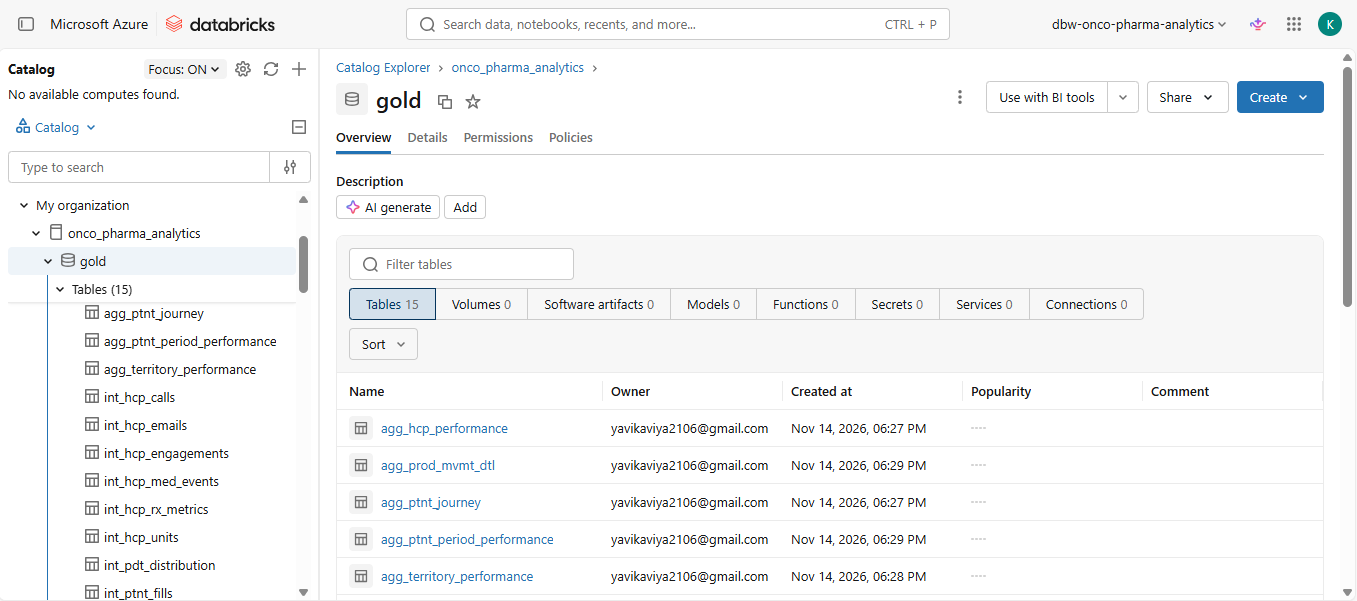 Microsoft Azure databricks Search data, notebooks, recents, and more... CTRL + P dbw-onco-pharma-analytics K
Catalog Focus: ON
No available computes found.
Catalog
Type to search
My organization
onco_pharma_analytics
gold
Tables (15)
agg_ptnt_journey
agg_ptnt_period_performance
agg_territory_performance
int_hcp_calls
int_hcp_emails
int_hcp_engagements
int_hcp_med_events
int_hcp_rx_metrics
int_hcp_units
int_pdt_distribution
int_ptnt_fills
Catalog Explorer › onco_pharma_analytics ›
gold Use with BI tools Share Create
Overview Details Permissions Policies
Description
AI generate Add
Filter tables
Tables 15 Volumes 0 Software artifacts 0 Models 0 Functions 0 Secrets 0 Services 0 Connections 0
Sort
Name Owner Created at Popularity Comment
agg_hcp_performance yavikaviya2106@gmail.com Nov 14, 2026, 06:27 PM ----
agg_prod_mvmt_dtl yavikaviya2106@gmail.com Nov 14, 2026, 06:29 PM ----
agg_ptnt_journey yavikaviya2106@gmail.com Nov 14, 2026, 06:27 PM ----
agg_ptnt_period_performance yavikaviya2106@gmail.com Nov 14, 2026, 06:29 PM ----
agg_territory_performance yavikaviya2106@gmail.com Nov 14, 2026, 06:28 PM ----